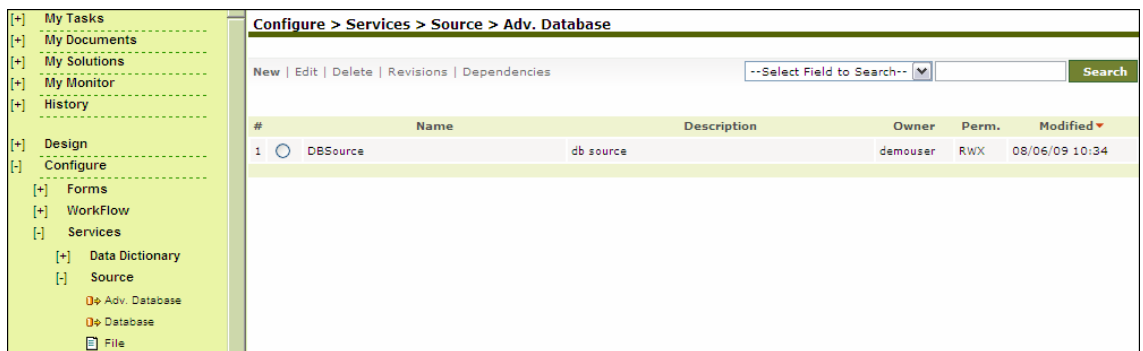 [+] My Tasks
[+] My Documents
[+] My Solutions
[+] My Monitor
[+] History
[+] Design
[-] Configure
[+] Forms
[+] WorkFlow
[-] Services
[+] Data Dictionary
[-] Source
Adv. Database
Database
File
Configure > Services > Source > Adv. Database
New | Edit | Delete | Revisions | Dependencies --Select Field to Search-- Search
# Name Description Owner Perm. Modified
1 DBSource db source demouser RWX 08/06/09 10:34